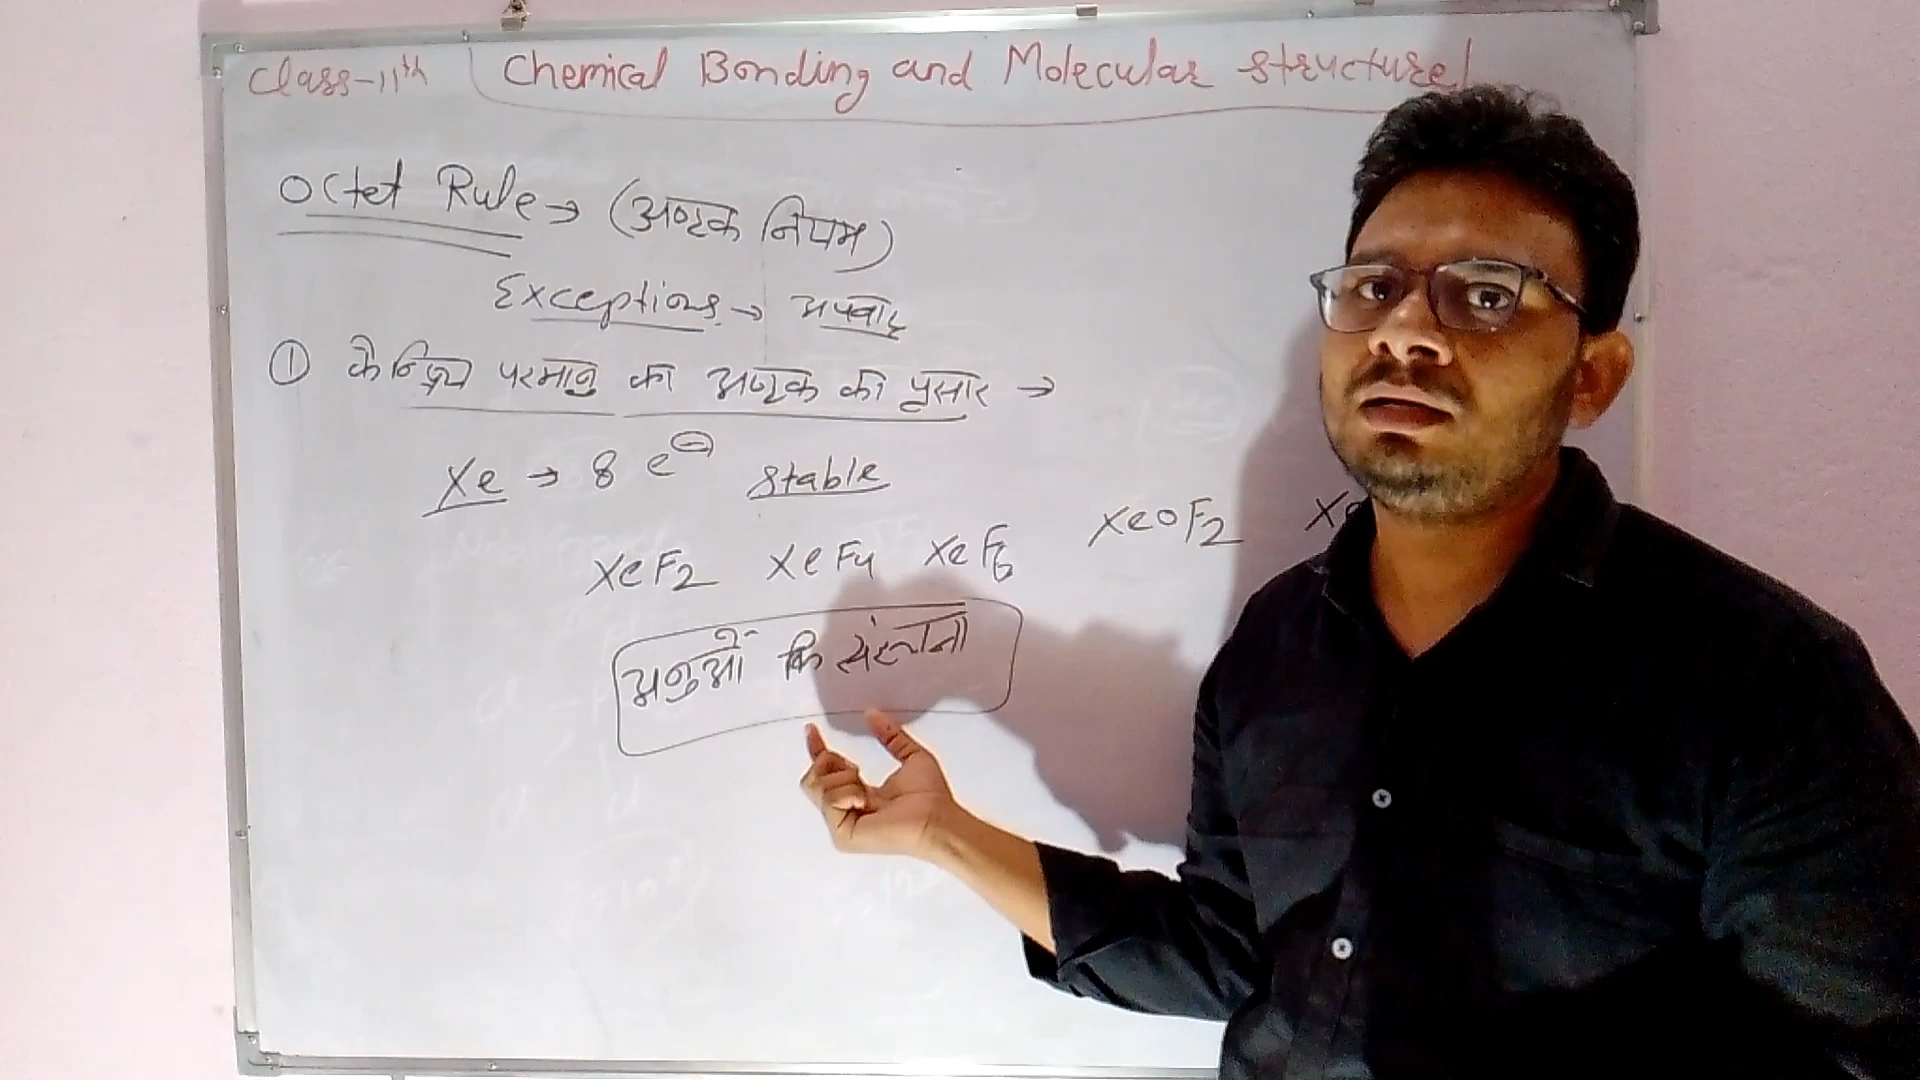 Class-11th Chemical Bonding and Molecular structure
Octet Rule → (अष्टक नियम)
Exceptions → अपवाद
① केन्द्रिय परमानु का अष्टक का प्रसार →
Xe → 8 e⊖ stable
XeF2 XeF4 XeF6 XeOF2
अनुओं कि संरचना